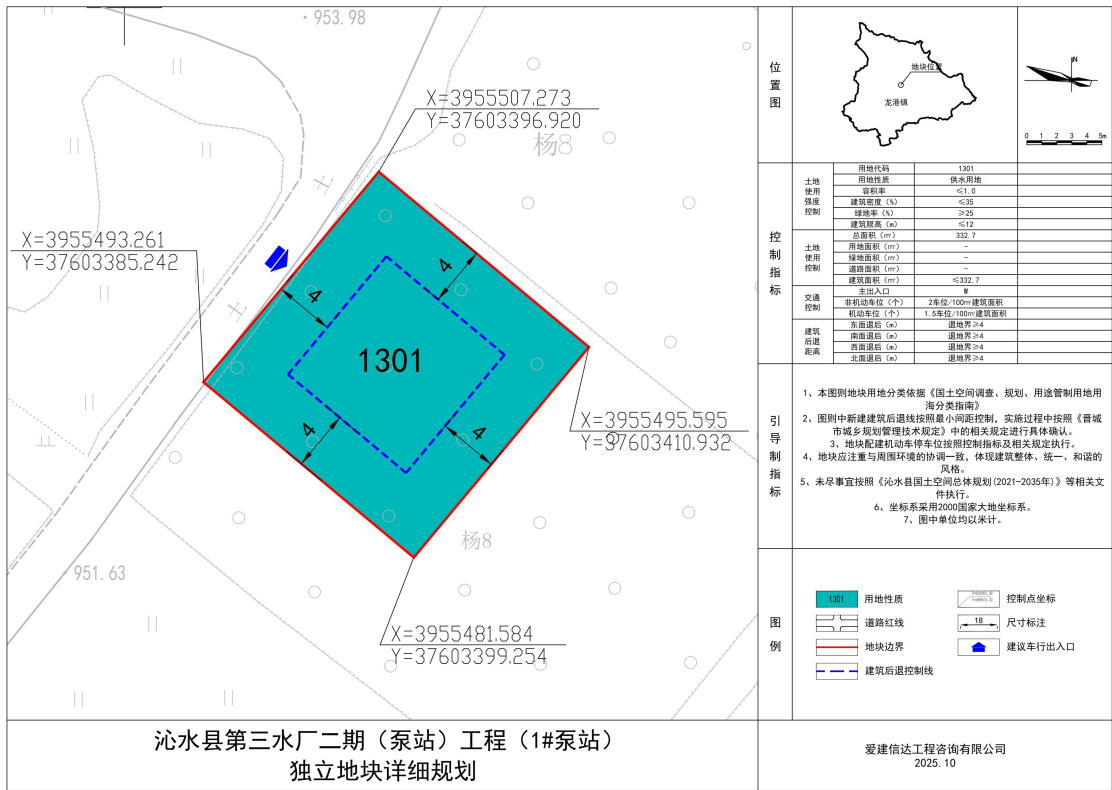 953.98
X=3955507.273
Y=37603396.920
杨8
X=3955493.261
Y=37603385.242
4
4
1301
4
4
X=3955495.595
Y=37603410.932
杨8
951.63
X=3955481.584
Y=37603399.254
沁水县第三水厂二期（泵站）工程（1#泵站）
独立地块详细规划
位置图
地块位置
龙港镇
N
0 1 2 3 4 5m
控制指标
土地使用强度控制
用地代码 1301
用地性质 供水用地
容积率 ≤1.0
建筑密度（%） ≤35
绿地率（%） ≥25
建筑限高（m） ≤12
土地使用控制
总面积（㎡） 332.7
用地面积（㎡） -
绿地面积（㎡） -
道路面积（㎡） -
建筑面积（㎡） ≤332.7
交通控制
主出入口 W
非机动车位（个） 2车位/100㎡建筑面积
机动车位（个） 1.5车位/100㎡建筑面积
建筑后退距离
东面退后（m） 退地界≥4
南面退后（m） 退地界≥4
西面退后（m） 退地界≥4
北面退后（m） 退地界≥4
引导制指标
1、本图则地块用地分类依据《国土空间调查、规划、用途管制用地用
海分类指南》
2、图则中新建建筑后退线按照最小间距控制，实施过程中按照《晋城
市城乡规划管理技术规定》中的相关规定进行具体确认。
3、地块配建机动车停车位按照控制指标及相关规定执行。
4、地块应注重与周围环境的协调一致，体现建筑整体、统一、和谐的
风格。
5、未尽事宜按照《沁水县国土空间总体规划(2021-2035年)》等相关文
件执行。
6、坐标系采用2000国家大地坐标系。
7、图中单位均以米计。
图例
1301 用地性质
控制点坐标
道路红线
18 尺寸标注
地块边界
建议车行出入口
建筑后退控制线
爱建信达工程咨询有限公司
2025.10